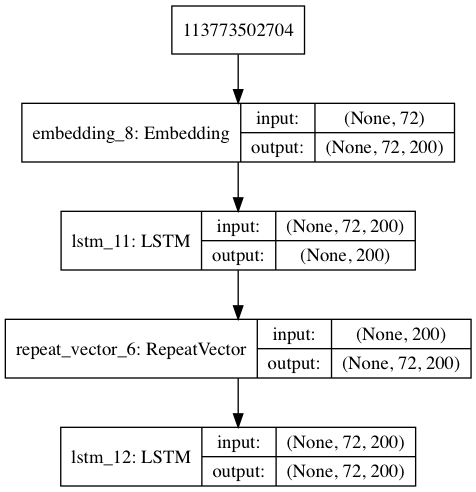 113773502704
embedding_8: Embedding
input:
(None, 72)
output:
(None, 72, 200)
lstm_11: LSTM
input:
(None, 72, 200)
output:
(None, 200)
repeat_vector_6: RepeatVector
input:
(None, 200)
output:
(None, 72, 200)
lstm_12: LSTM
input:
(None, 72, 200)
output:
(None, 72, 200)